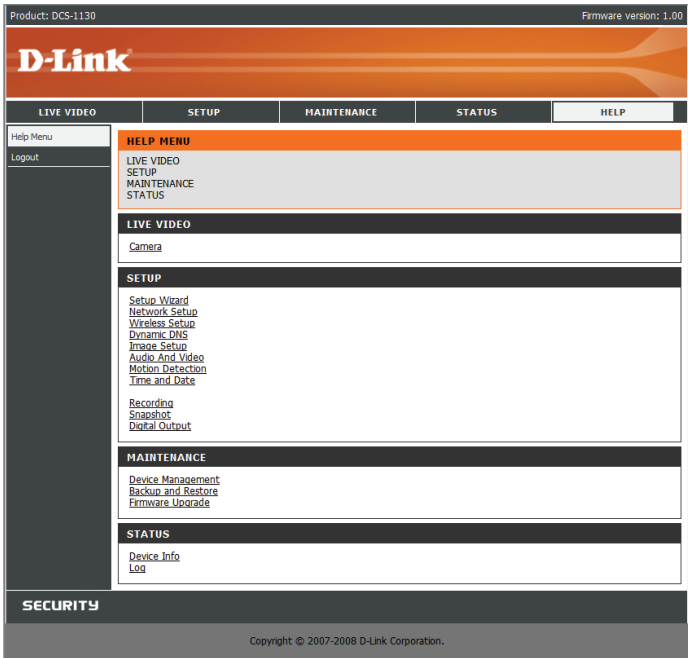 Product: DCS-1130
Firmware version: 1.00
D-Link
LIVE VIDEO
SETUP
MAINTENANCE
STATUS
HELP
Help Menu
Logout
HELP MENU
LIVE VIDEO
SETUP
MAINTENANCE
STATUS
LIVE VIDEO
Camera
SETUP
Setup Wizard
Network Setup
Wireless Setup
Dynamic DNS
Image Setup
Audio And Video
Motion Detection
Time and Date
Recording
Snapshot
Digital Output
MAINTENANCE
Device Management
Backup and Restore
Firmware Upgrade
STATUS
Device Info
Log
SECURITY
Copyright © 2007-2008 D-Link Corporation.